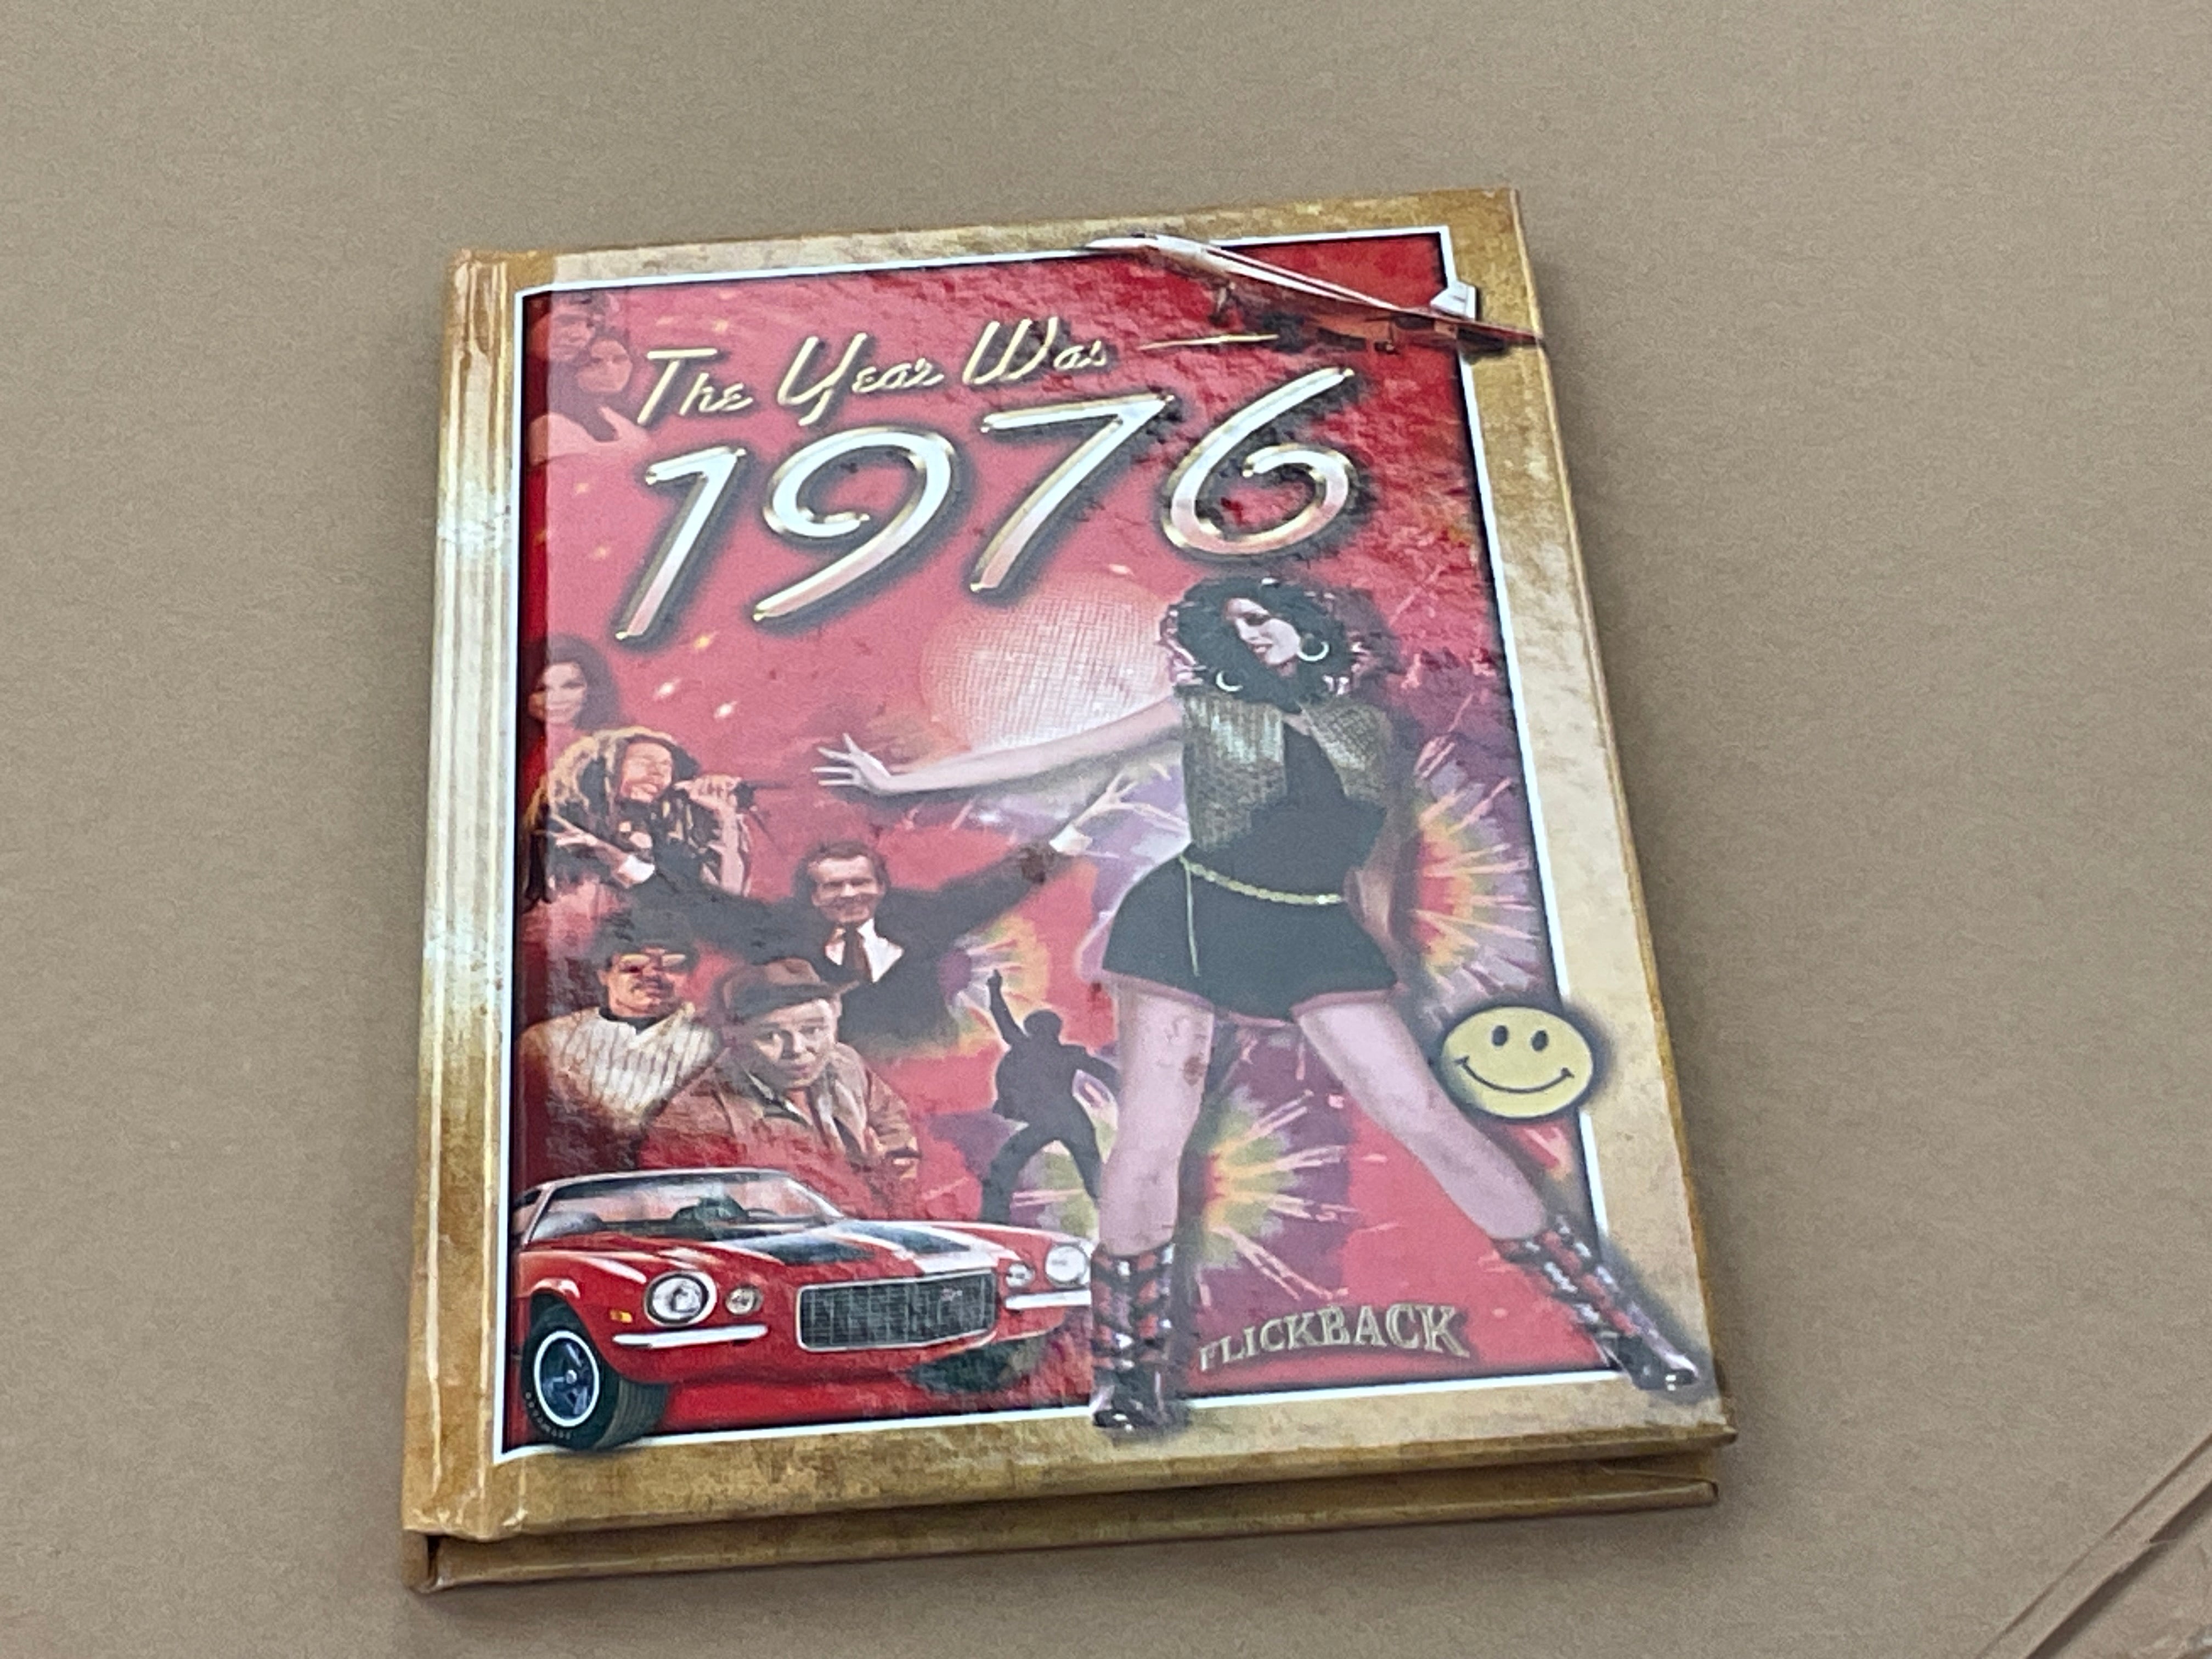 The Year Was
1976
FLICKBACK